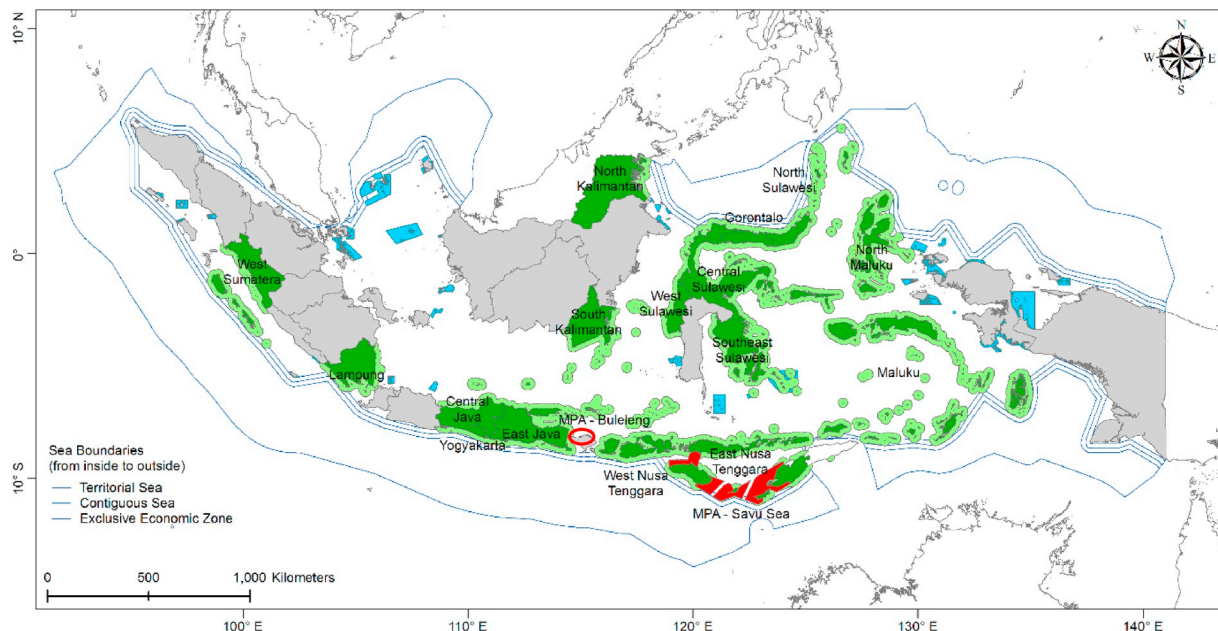 10° N
0°
10° S
N
W
E
S
North
Kalimantan
North
Sulawesi
Gorontalo
West
Sumatera
Central
Sulawesi
North
Maluku
West
Sulawesi
South
Kalimantan
Southeast
Sulawesi
Lampung
Maluku
Central
Java
MPA - Buleleng
East Java
Yogyakarta
East Nusa
Tenggara
West Nusa
Tenggara
MPA - Savu Sea
Sea Boundaries
(from inside to outside)
Territorial Sea
Contiguous Sea
Exclusive Economic Zone
0 500 1,000 Kilometers
100° E 110° E 120° E 130° E 140° E